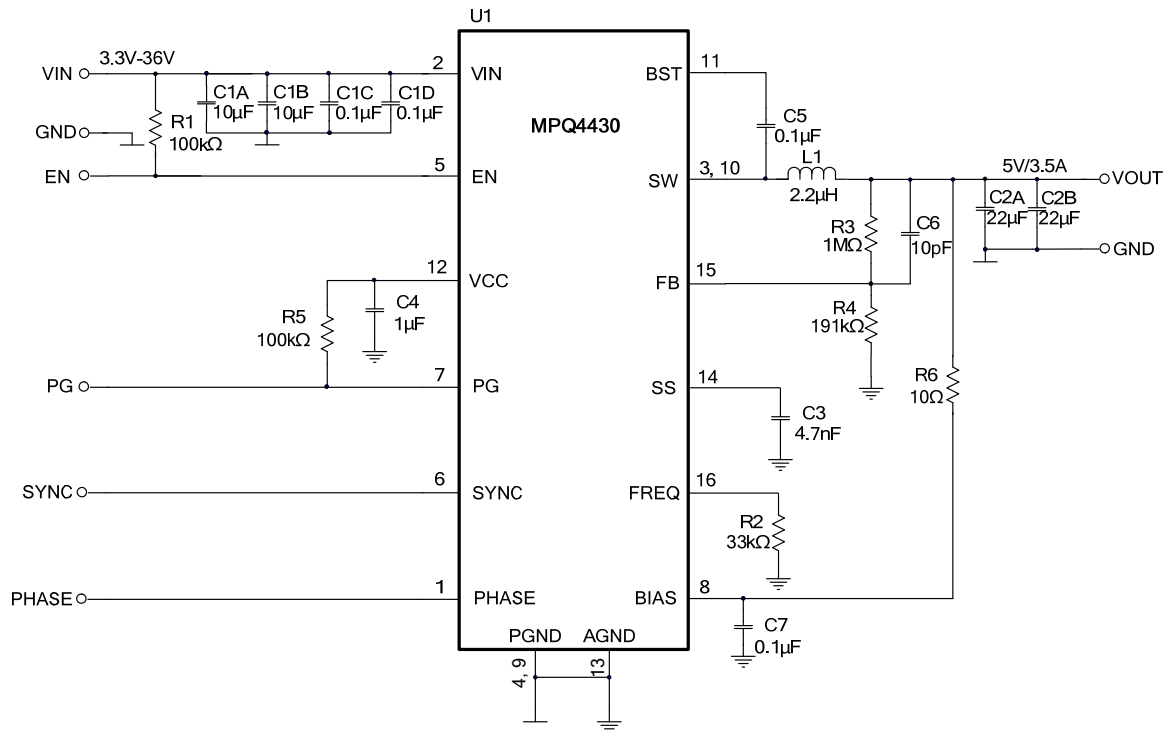 U1
MPQ4430
VIN
3.3V-36V
2
VIN
C1A
10µF
C1B
10µF
C1C
0.1µF
C1D
0.1µF
GND
R1
100kΩ
EN
5
EN
12
VCC
R5
100kΩ
C4
1µF
PG
7
PG
SYNC
6
SYNC
PHASE
1
PHASE
PGND
AGND
4, 9
13
BST
11
C5
0.1µF
SW
3, 10
L1
2.2µH
5V/3.5A
VOUT
C2A
22µF
C2B
22µF
GND
R3
1MΩ
C6
10pF
FB
15
R4
191kΩ
R6
10Ω
SS
14
C3
4.7nF
FREQ
16
R2
33kΩ
BIAS
8
C7
0.1µF